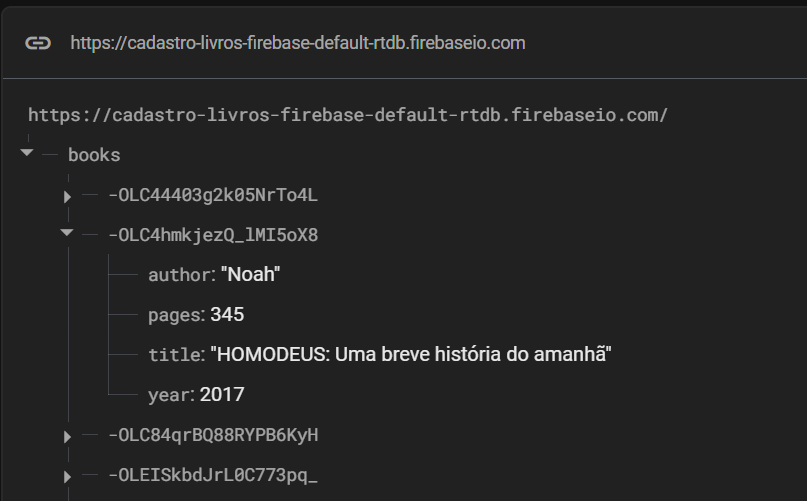 https://cadastro-livros-firebase-default-rtdb.firebaseio.com
https://cadastro-livros-firebase-default-rtdb.firebaseio.com/
books
-OLC44403g2k05NrTo4L
-OLC4hmkjezQ_lMI5oX8
author: "Noah"
pages: 345
title: "HOMODEUS: Uma breve história do amanhã"
year: 2017
-OLC84qrBQ88RYPB6KyH
-OLEISkbdJrL0C773pq_